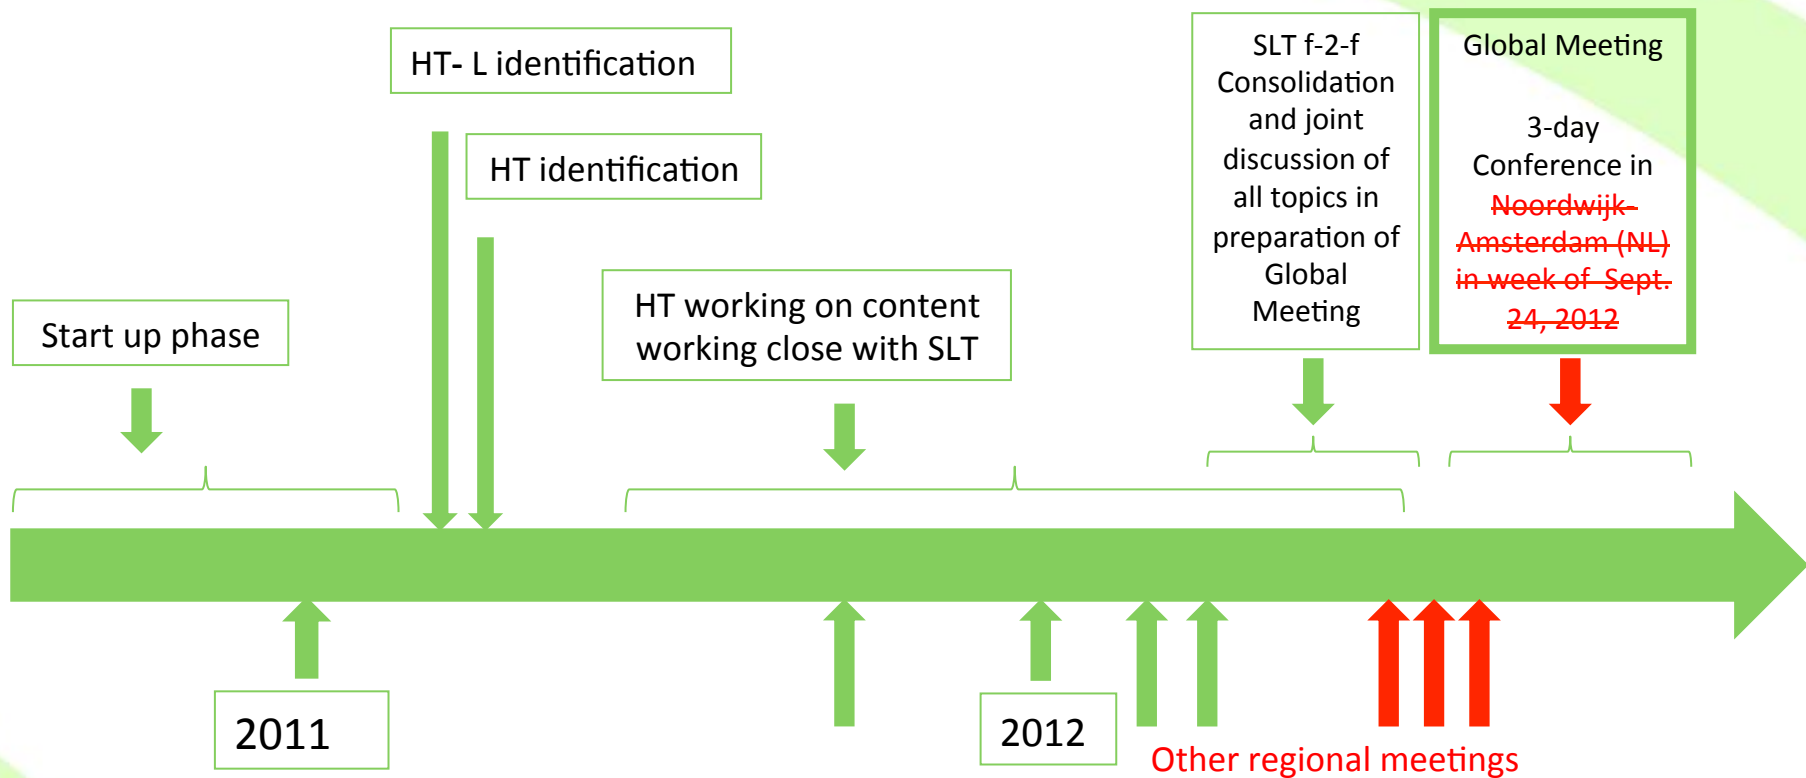 HT- L identification
HT identification
Start up phase
HT working on content
working close with SLT
SLT f-2-f
Consolidation
and joint
discussion of
all topics in
preparation of
Global
Meeting
Global Meeting
3-day
Conference in
Noordwijk-
Amsterdam (NL)
in week of Sept.
24, 2012
2011
2012
Other regional meetings